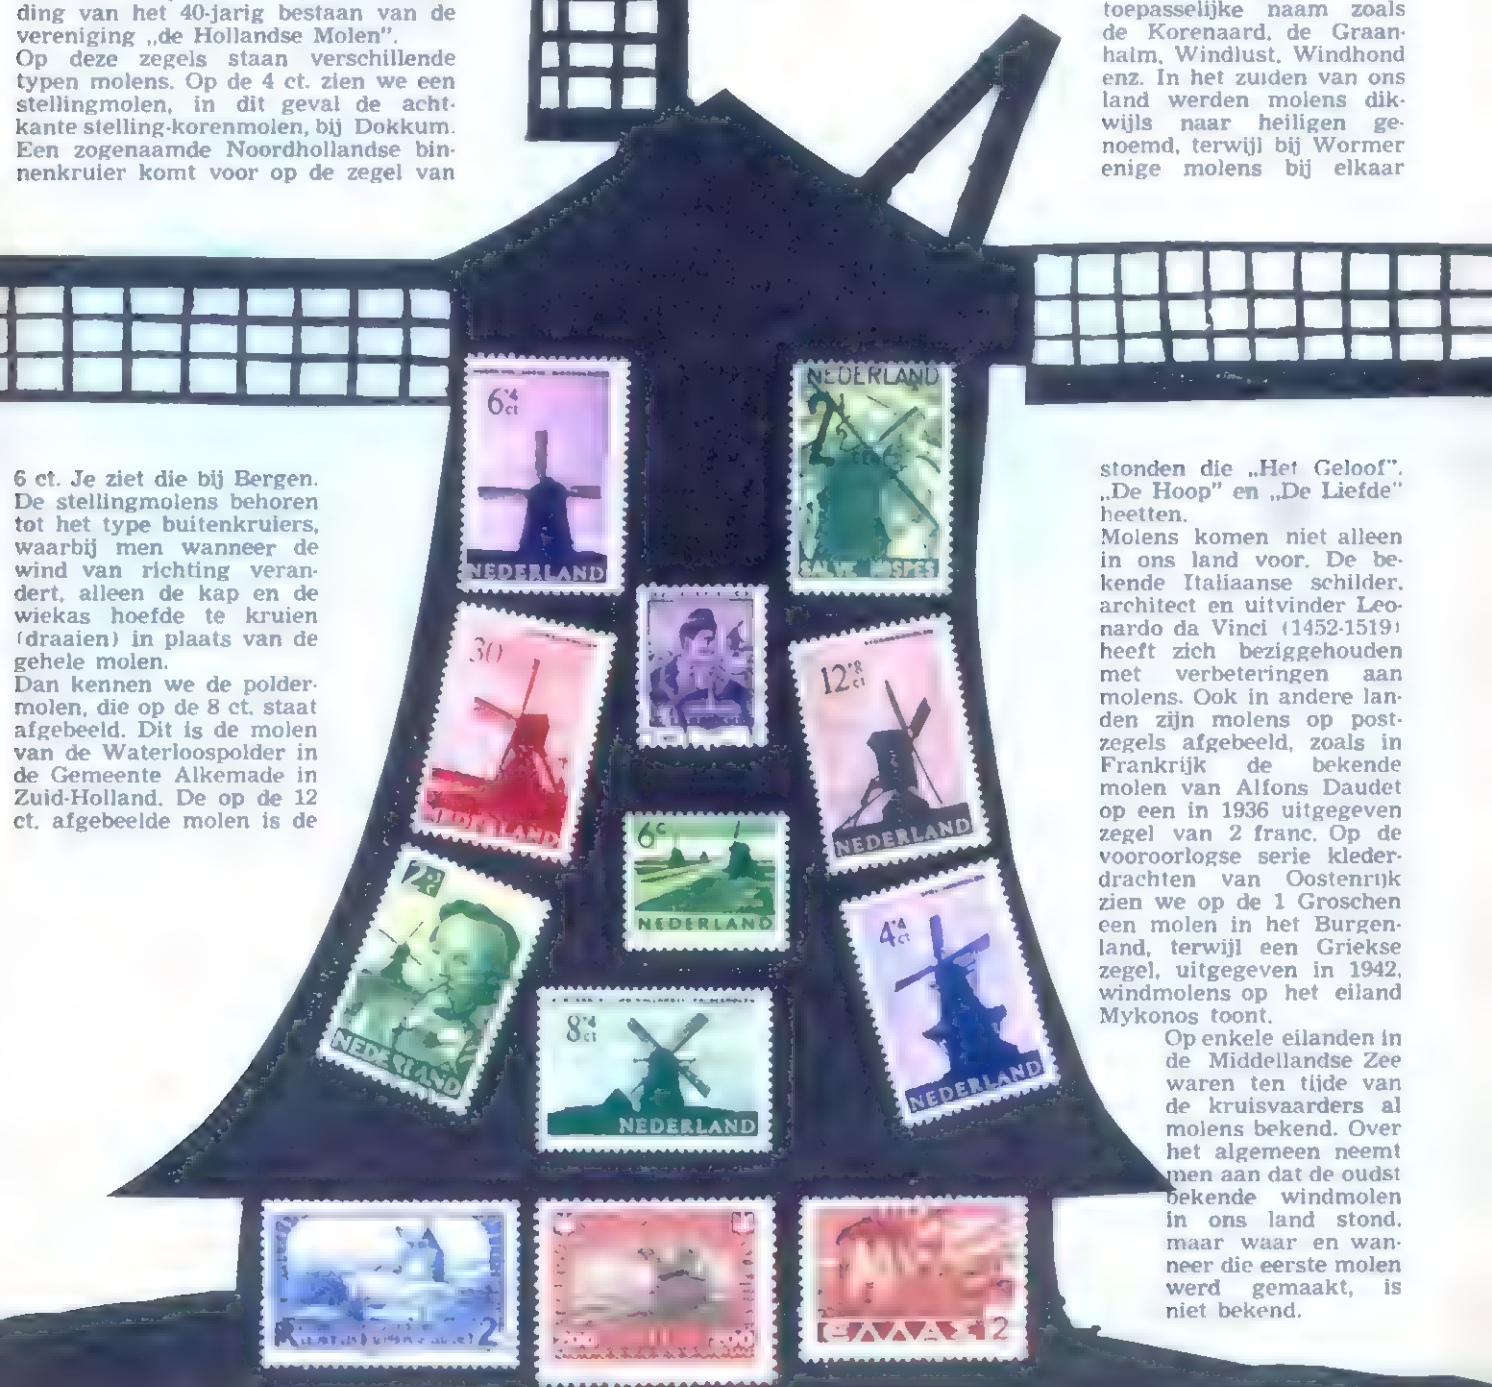 ding van het 40-jarig bestaan van de
vereniging „de Hollandse Molen”.
Op deze zegels staan verschillende
typen molens. Op de 4 ct. zien we een
stellingmolen, in dit geval de acht-
kante stelling-korenmolen, bij Dokkum.
Een zogenaamde Noordhollandse bin-
nenkruier komt voor op de zegel van
6 ct. Je ziet die bij Bergen.
De stellingmolens behoren
tot het type buitenkruiers,
waarbij men wanneer de
wind van richting veran-
dert, alleen de kap en de
wiekas hoefde te kruien
(draaien) in plaats van de
gehele molen.
Dan kennen we de polder-
molen, die op de 8 ct. staat
afgebeeld. Dit is de molen
van de Waterloospolder in
de Gemeente Alkemade in
Zuid-Holland. De op de 12
ct. afgebeelde molen is de
toepasselijke naam zoals
de Korenaard, de Graan-
halm, Windlust, Windhond
enz. In het zuiden van ons
land werden molens dik-
wijls naar heiligen ge-
noemd, terwijl bij Wormer
enige molens bij elkaar
stonden die „Het Geloof”,
„De Hoop” en „De Liefde”
heetten.
Molens komen niet alleen
in ons land voor. De be-
kende Italiaanse schilder,
architect en uitvinder Leo-
nardo da Vinci (1452-1519)
heeft zich beziggehouden
met verbeteringen aan
molens. Ook in andere lan-
den zijn molens op post-
zegels afgebeeld, zoals in
Frankrijk de bekende
molen van Alfons Daudet
op een in 1936 uitgegeven
zegel van 2 franc. Op de
vooroorlogse serie kleder-
drachten van Oostenrijk
zien we op de 1 Groschen
een molen in het Burgen-
land, terwijl een Griekse
zegel, uitgegeven in 1942,
windmolens op het eiland
Mykonos toont.
Op enkele eilanden in
de Middellandse Zee
waren ten tijde van
de kruisvaarders al
molens bekend. Over
het algemeen neemt
men aan dat de oudst
bekende windmolen
in ons land stond,
maar waar en wan-
neer die eerste molen
werd gemaakt, is
niet bekend.
6+4 ct
NEDERLAND
NEDERLAND
2
SALVE HOSPES
30
NEDERLAND
12+8 ct
NEDERLAND
6c
NEDERLAND
2
NEDERLAND
8+4 ct
NEDERLAND
4+4 ct
NEDERLAND
2
ΕΛΛΑΣ 2